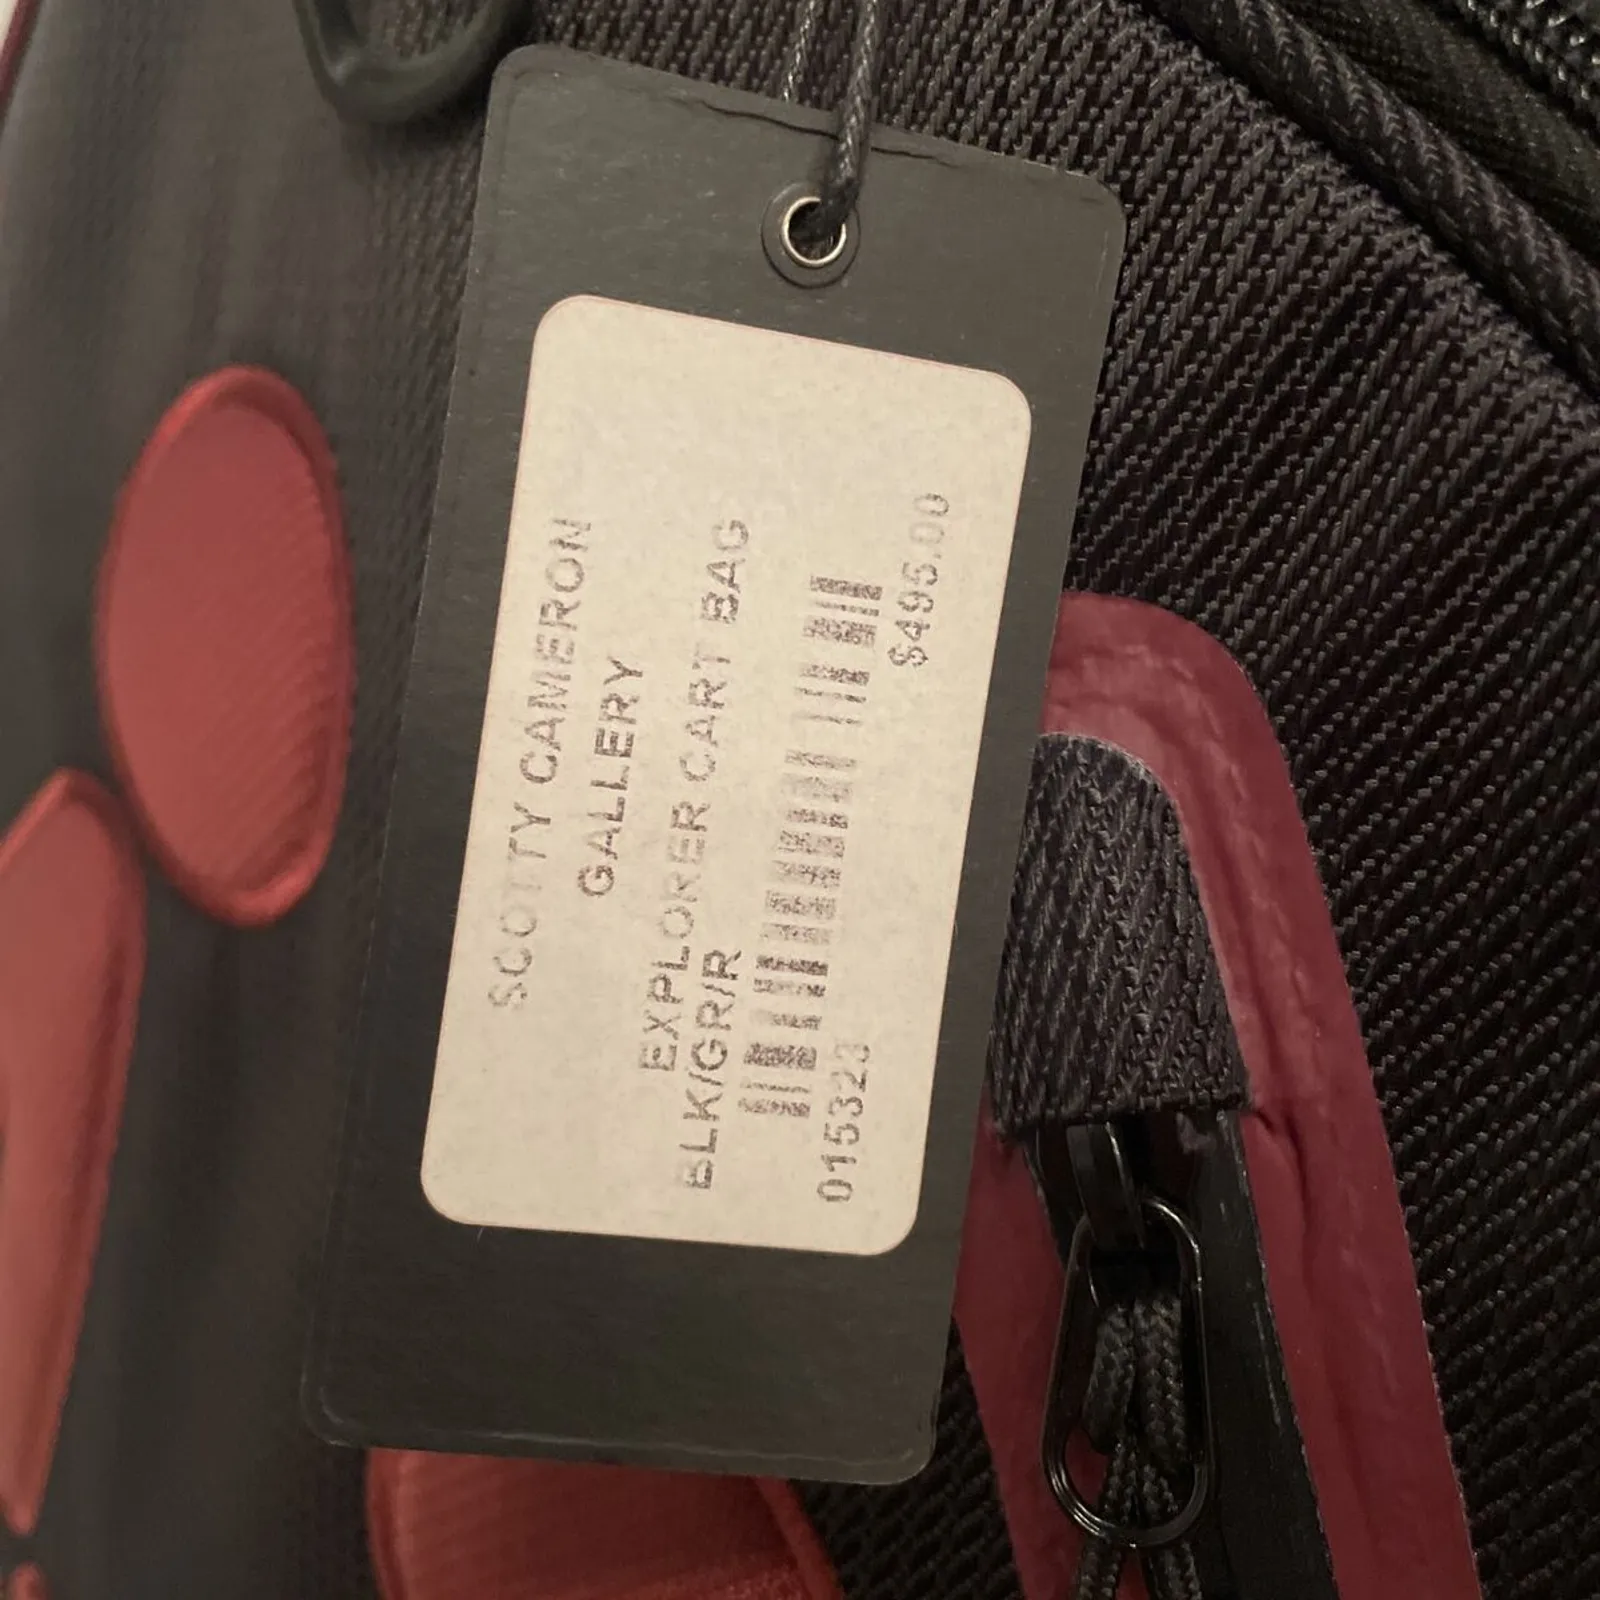 SCOTTY CAMERON
GALLERY
EXPLORER CART BAG
BLK/GR/R
015323
$495.00